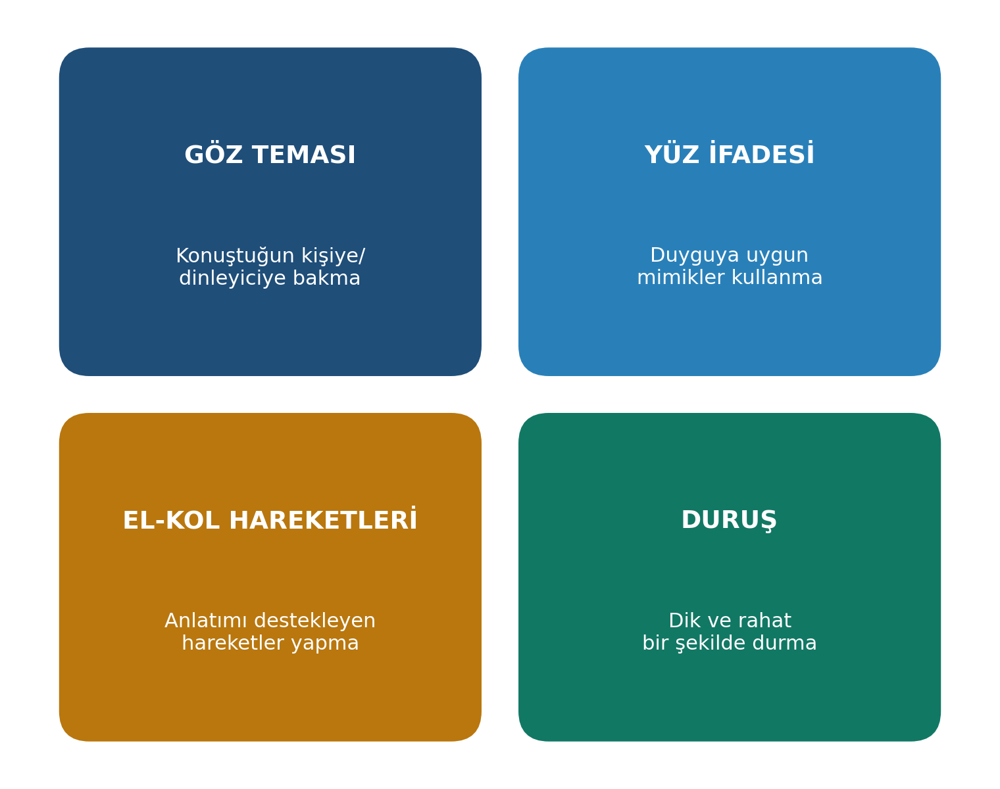 GÖZ TEMASI
Konuştuğun kişiye/
dinleyiciye bakma
YÜZ İFADESİ
Duyguya uygun
mimikler kullanma
EL-KOL HAREKETLERİ
Anlatımı destekleyen
hareketler yapma
DURUŞ
Dik ve rahat
bir şekilde durma